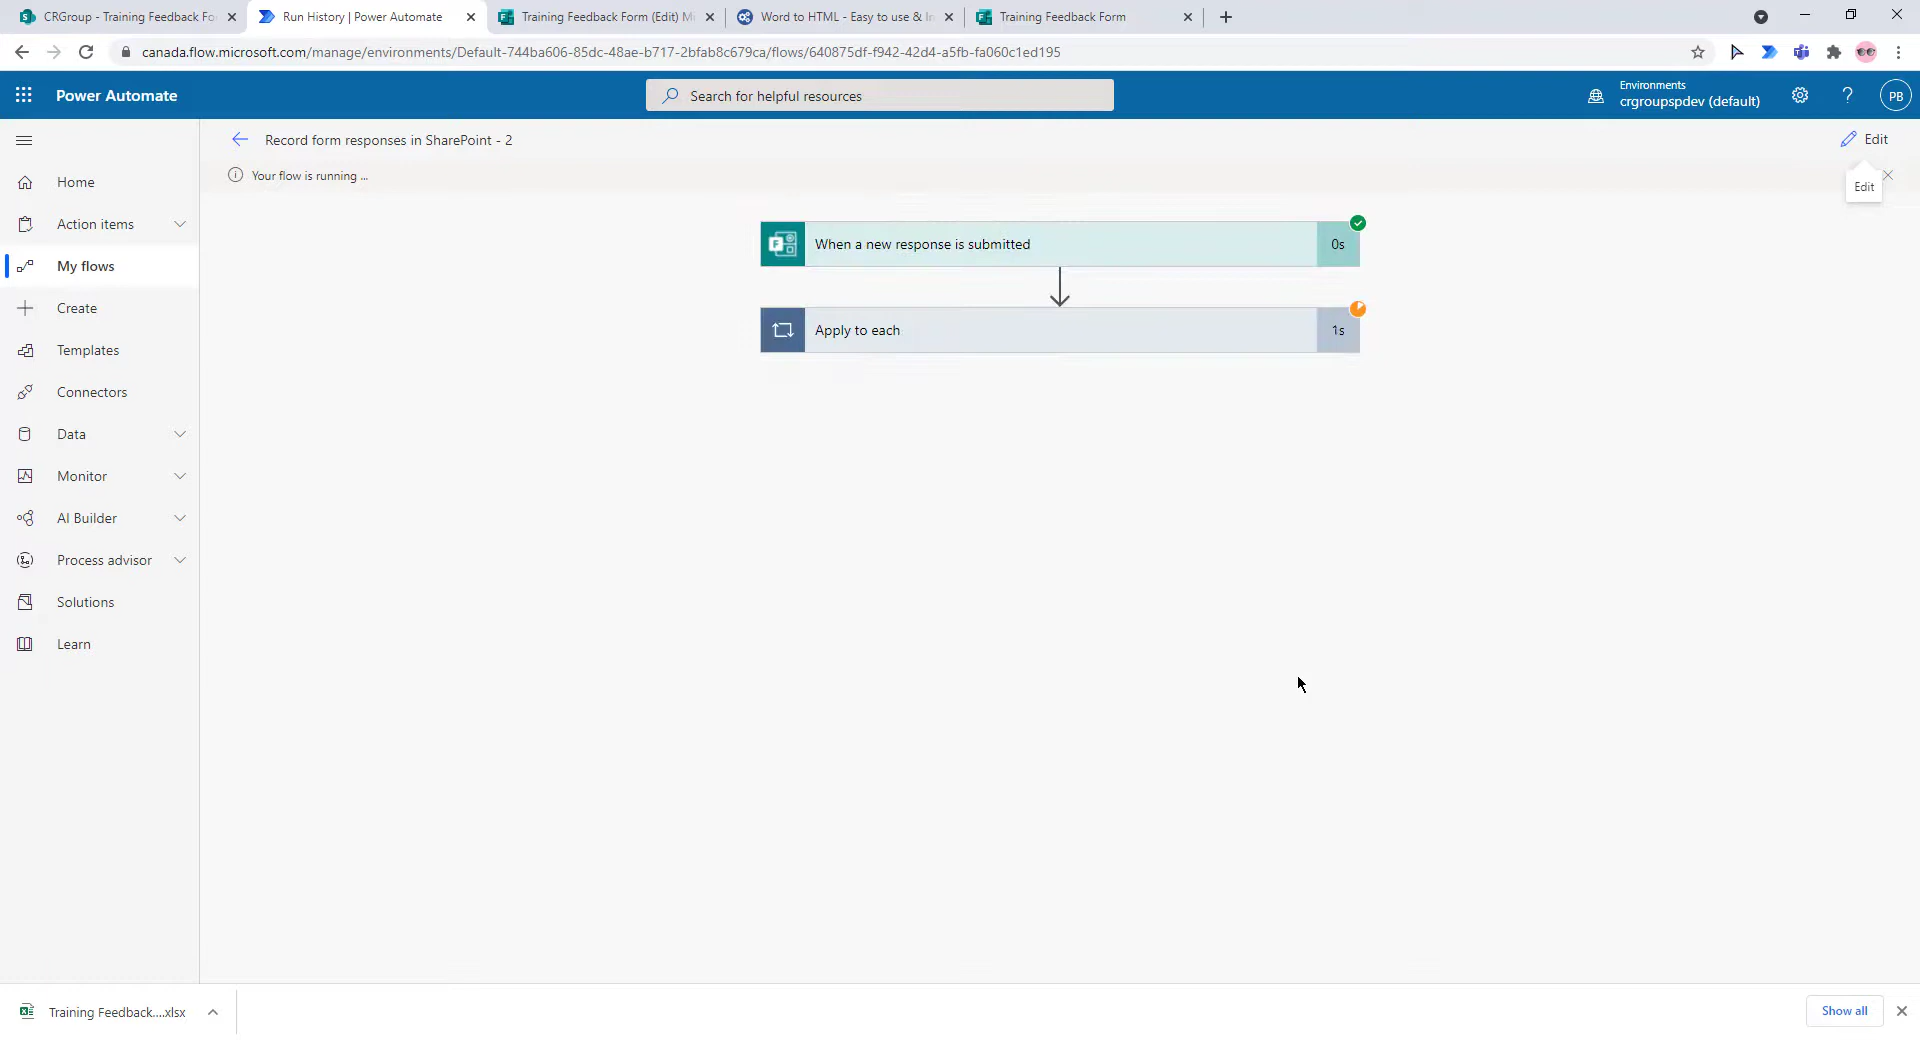 CRGroup - Training Feedback Fo
Run History | Power Automate
Training Feedback Form (Edit) Mi
Word to HTML - Easy to use & In
Training Feedback Form
canada.flow.microsoft.com/manage/environments/Default-744ba606-85dc-48ae-b717-2bfab8c679ca/flows/640875df-f942-42d4-a5fb-fa060c1ed195
Power Automate
Search for helpful resources
Environments
crgroupspdev (default)
PB
Record form responses in SharePoint - 2
Edit
Your flow is running ...
Edit
Home
Action items
My flows
Create
Templates
Connectors
Data
Monitor
AI Builder
Process advisor
Solutions
Learn
When a new response is submitted
0s
Apply to each
1s
Training Feedback....xlsx
Show all